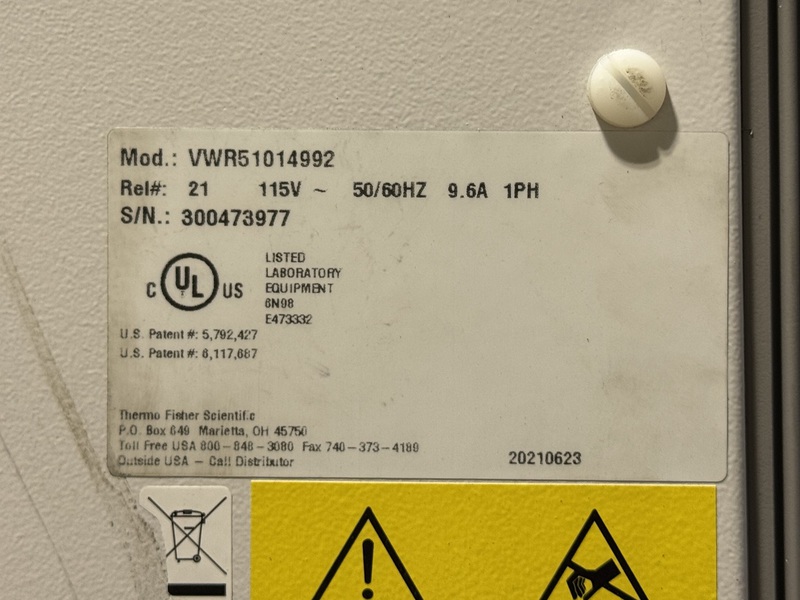 Mod.: VWR51014992
Rel#: 21 115V ~ 50/60HZ 9.6A 1PH
S/N.: 300473977
C UL US
LISTED
LABORATORY
EQUIPMENT
6N98
E473332
U.S. Patent #: 5,792,427
U.S. Patent #: 6,117,687
Thermo Fisher Scientific
P.O. Box 649 Marietta, OH 45750
Toll Free USA 800-848-3080 Fax 740-373-4189
Outside USA - Call Distributor
20210623